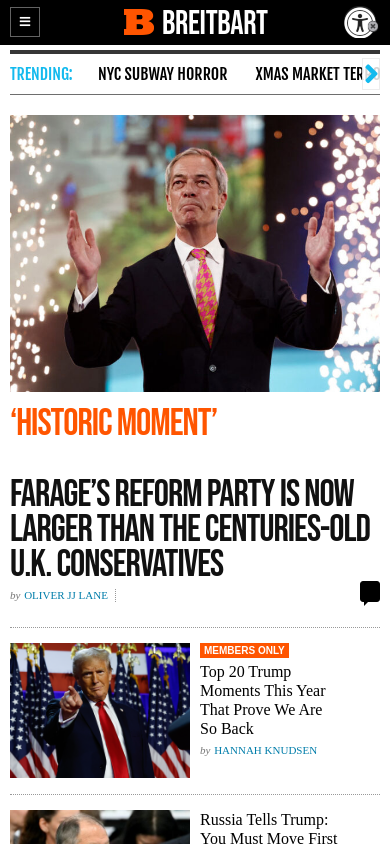 BREITBART
TRENDING:
NYC SUBWAY HORROR
XMAS MARKET TER
‘HISTORIC MOMENT’
FARAGE’S REFORM PARTY IS NOW
LARGER THAN THE CENTURIES-OLD
U.K. CONSERVATIVES
by OLIVER JJ LANE
MEMBERS ONLY
Top 20 Trump
Moments This Year
That Prove We Are
So Back
by HANNAH KNUDSEN
Russia Tells Trump:
You Must Move First